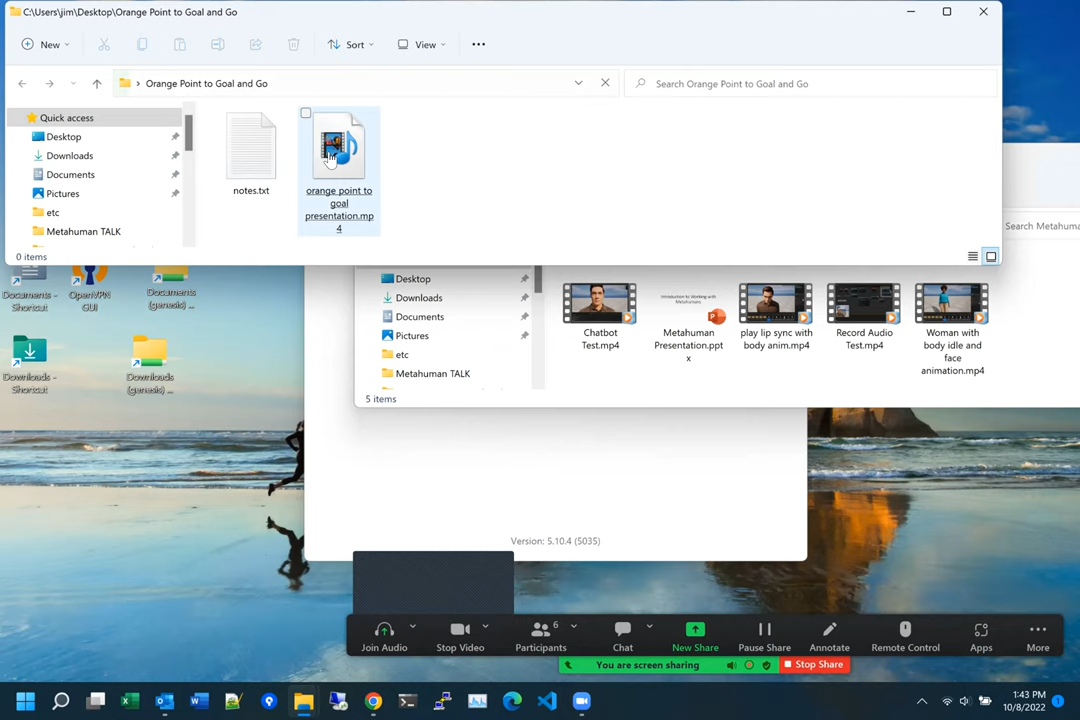 C:\Users\jim\Desktop\Orange Point to Goal and Go
New
Sort
View
Orange Point to Goal and Go
Search Orange Point to Goal and Go
Quick access
Desktop
Downloads
Documents
Pictures
etc
Metahuman TALK
notes.txt
orange point to
goal
presentation.mp
4
0 items
Search Metahuma
Documents -
Shortcut
OpenVPN
GUI
Documents
(genesis) ...
Downloads -
Shortcut
Downloads
(genesis) ...
Desktop
Downloads
Documents
Pictures
etc
Metahuman TALK
Introduction to Working with
Metahumans
Chatbot
Test.mp4
Metahuman
Presentation.ppt
x
play lip sync with
body anim.mp4
Record Audio
Test.mp4
Woman with
body idle and
face
animation.mp4
5 items
Version: 5.10.4 (5035)
Join Audio
Stop Video
6
Participants
Chat
New Share
Pause Share
Annotate
Remote Control
Apps
More
You are screen sharing
Stop Share
1:43 PM
10/8/2022
1